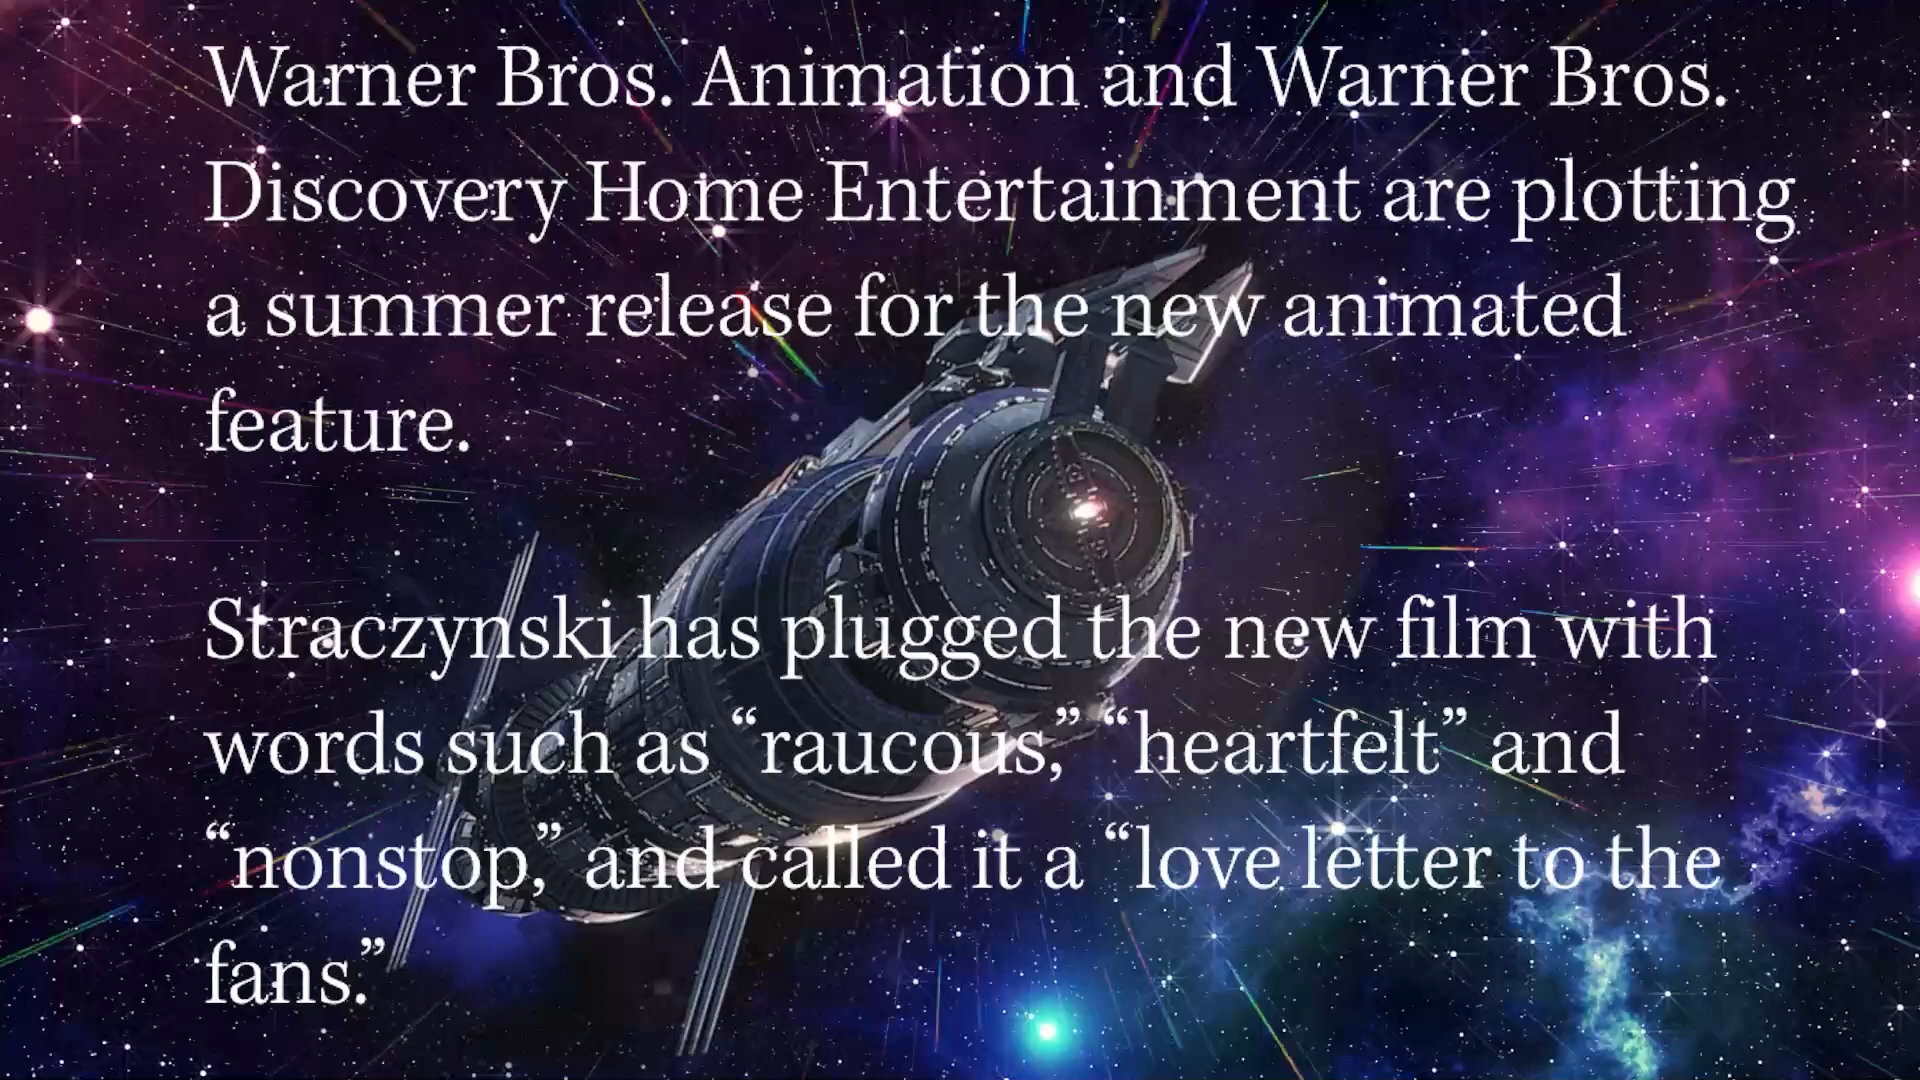 Warner Bros. Animation and Warner Bros.
Discovery Home Entertainment are plotting
a summer release for the new animated
feature.
Straczynski has plugged the new film with
words such as “raucous,” “heartfelt” and
“nonstop,” and called it a “love letter to the
fans.”